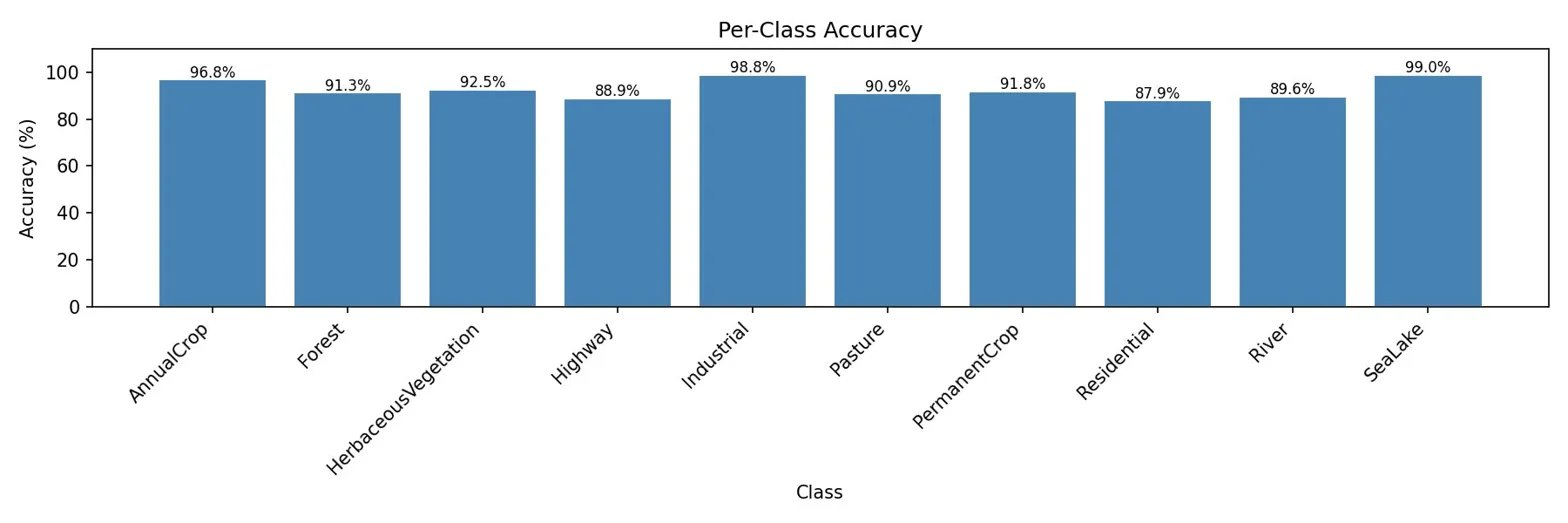 Per-Class Accuracy
Accuracy (%)
100
80
60
40
20
0
96.8%
91.3%
92.5%
88.9%
98.8%
90.9%
91.8%
87.9%
89.6%
99.0%
AnnualCrop
Forest
HerbaceousVegetation
Highway
Industrial
Pasture
PermanentCrop
Residential
River
SeaLake
Class